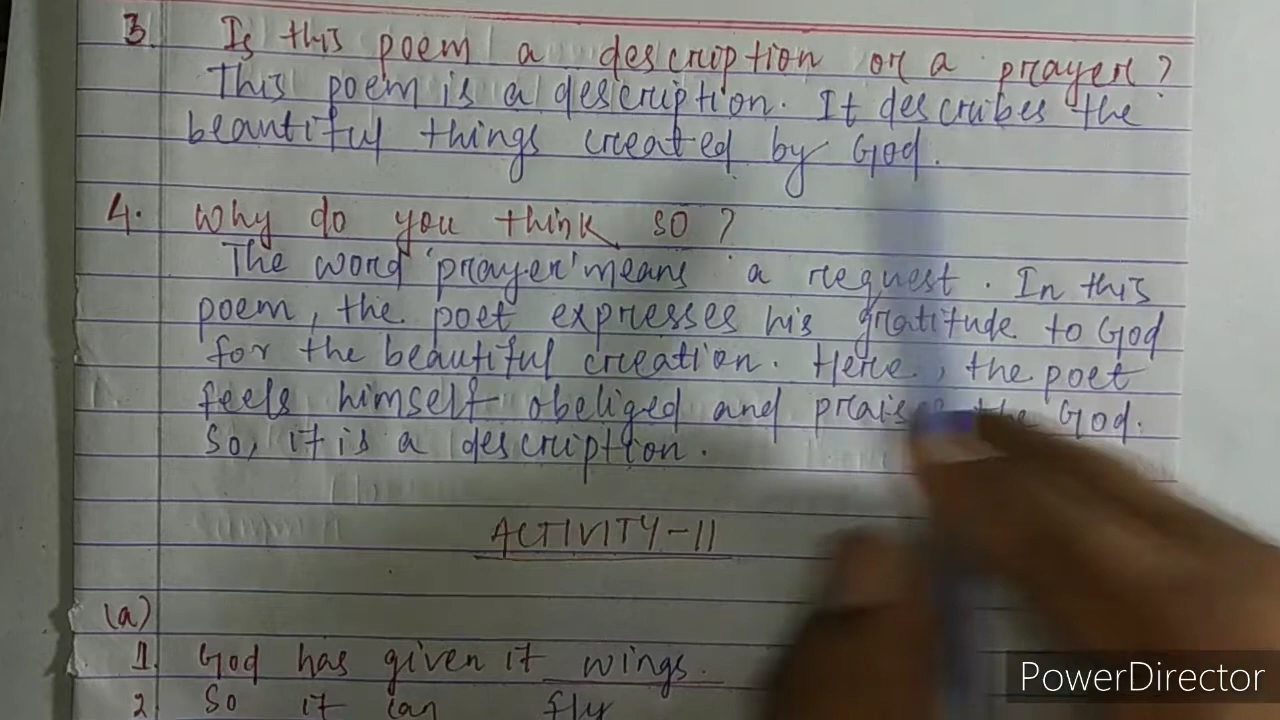 3. Is this poem a description or a prayer?
This poem is a description. It describes the
beautiful things created by God.
4. Why do you think so?
The word 'prayer' means a request. In this
poem, the poet expresses his gratitude to God
for the beautiful creation. Here, the poet
feels himself obeliged and praises the God.
So, it is a description.
ACTIVITY-11
(a)
1. God has given it wings.
2 So it can fly
PowerDirector